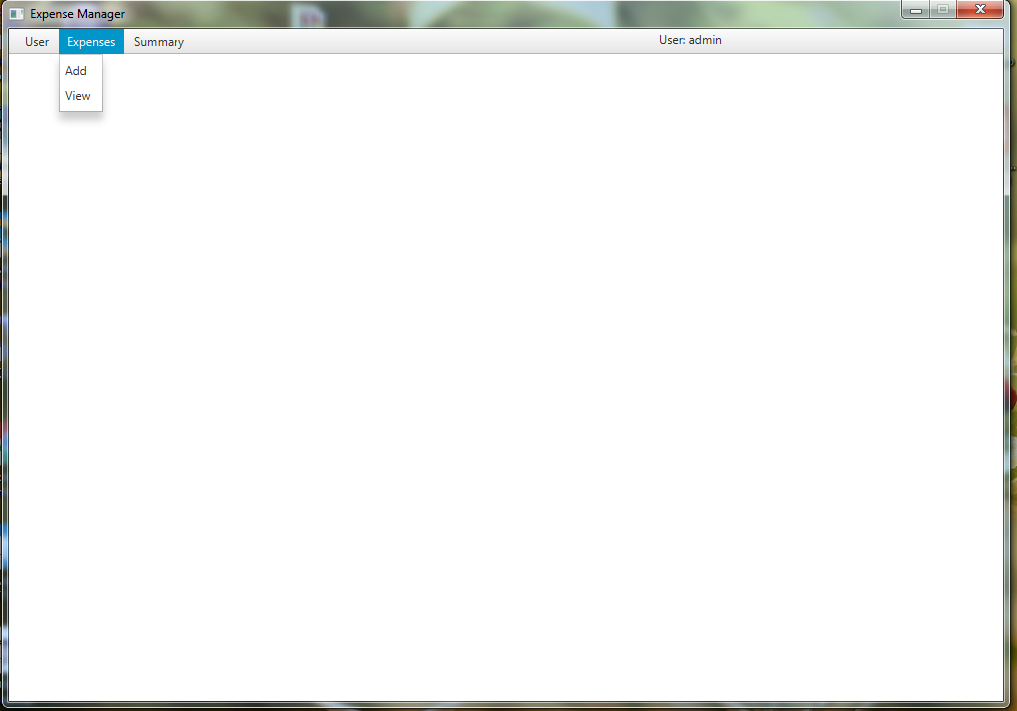 Expense Manager
User Expenses Summary User: admin
Add
View